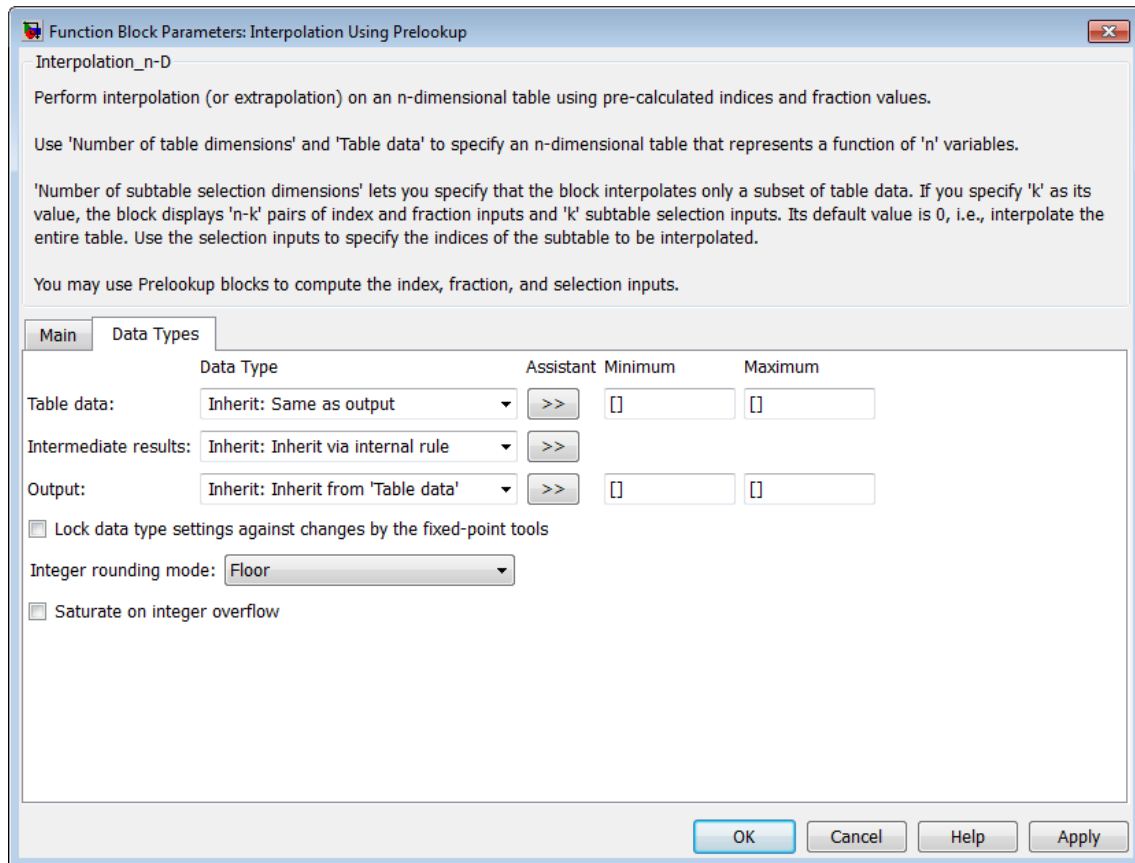 Function Block Parameters: Interpolation Using Prelookup
Interpolation_n-D
Perform interpolation (or extrapolation) on an n-dimensional table using pre-calculated indices and fraction values.
Use 'Number of table dimensions' and 'Table data' to specify an n-dimensional table that represents a function of 'n' variables.
'Number of subtable selection dimensions' lets you specify that the block interpolates only a subset of table data. If you specify 'k' as its
value, the block displays 'n-k' pairs of index and fraction inputs and 'k' subtable selection inputs. Its default value is 0, i.e., interpolate the
entire table. Use the selection inputs to specify the indices of the subtable to be interpolated.
You may use Prelookup blocks to compute the index, fraction, and selection inputs.
Main Data Types
Data Type Assistant Minimum Maximum
Table data: Inherit: Same as output >> [] []
Intermediate results: Inherit: Inherit via internal rule >>
Output: Inherit: Inherit from 'Table data' >> [] []
Lock data type settings against changes by the fixed-point tools
Integer rounding mode: Floor
Saturate on integer overflow
OK Cancel Help Apply